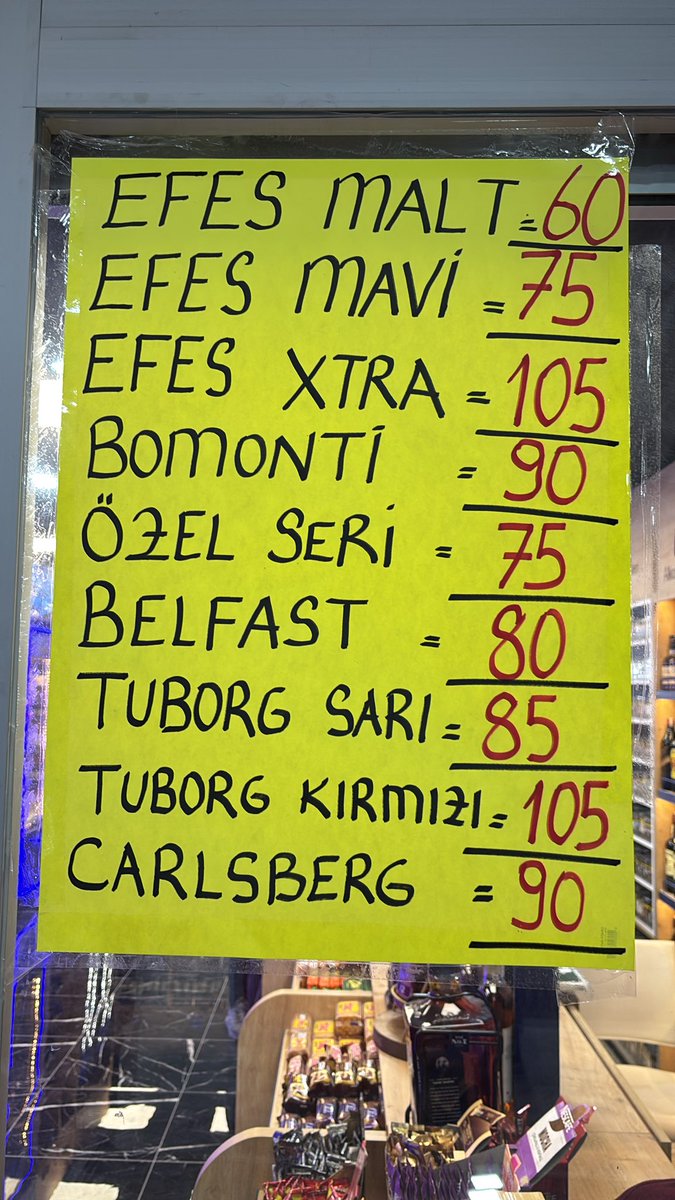 EFES MALT = 60
EFES MAVİ = 75
EFES XTRA = 105
BOMONTİ = 90
ÖZEL SERİ = 75
BELFAST = 80
TUBORG SARI = 85
TUBORG KIRMIZI = 105
CARLSBERG = 90